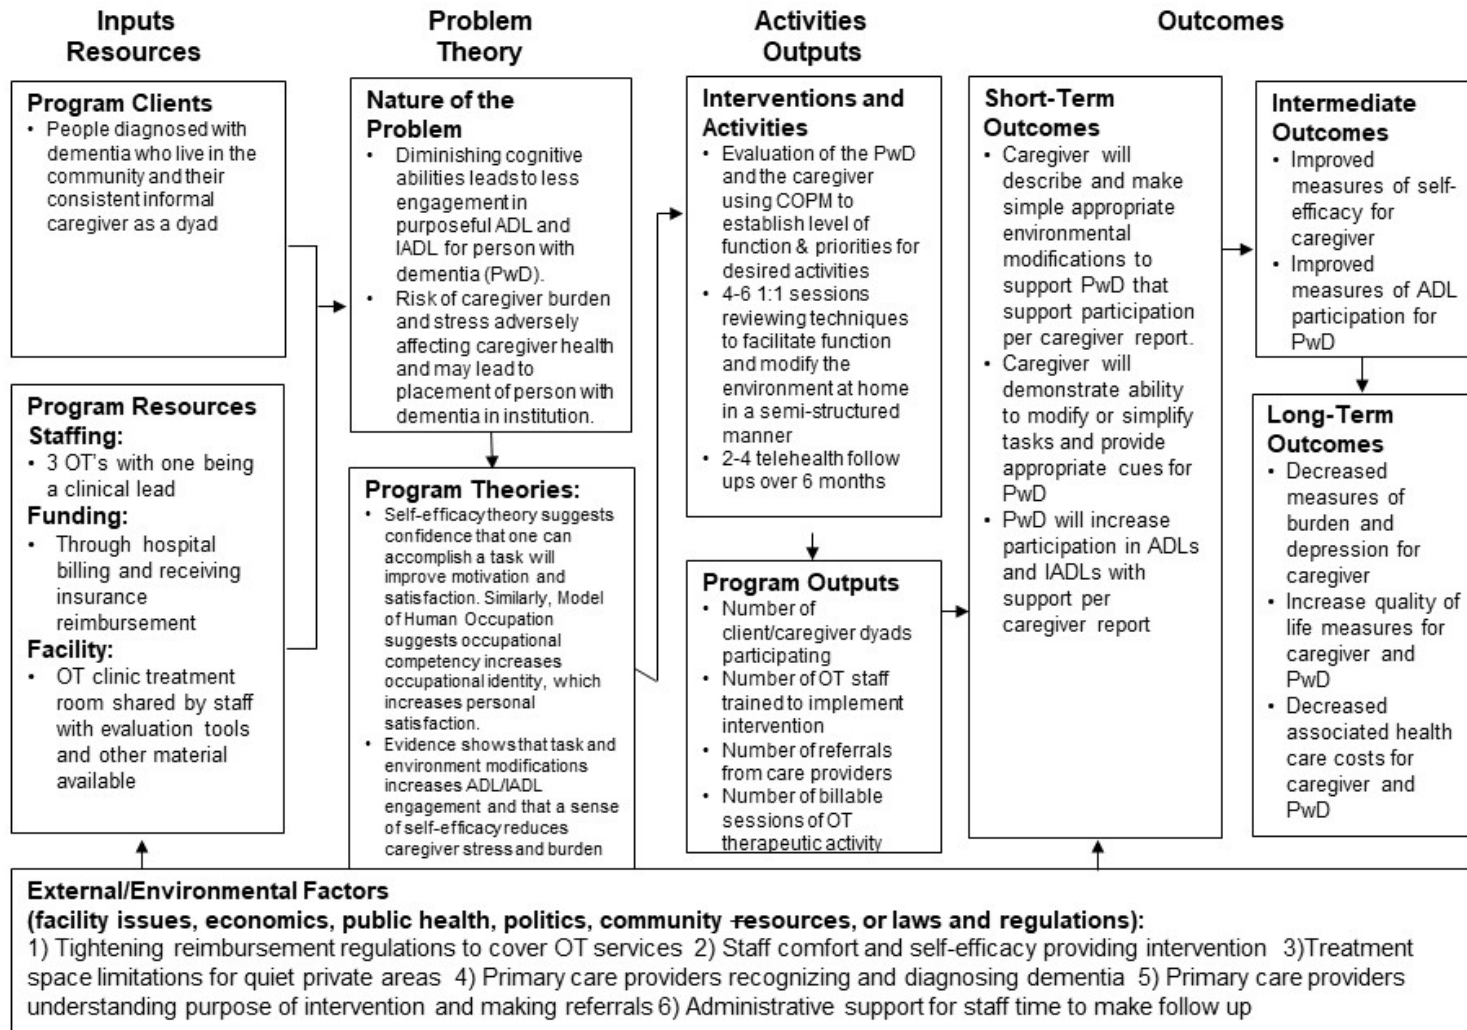 Inputs
Resources
Problem
Theory
Activities
Outputs
Outcomes
Program Clients
• People diagnosed with
dementia who live in the
community and their
consistent informal
caregiver as a dyad
Program Resources
Staffing:
• 3 OT's with one being
a clinical lead
Funding:
• Through hospital
billing and receiving
insurance
reimbursement
Facility:
• OT clinic treatment
room shared by staff
with evaluation tools
and other material
available
Nature of the
Problem
• Diminishing cognitive
abilities leads to less
engagement in
purposeful ADL and
IADL for person with
dementia (PwD).
• Risk of caregiver burden
and stress adversely
affecting caregiver health
and may lead to
placement of person with
dementia in institution.
Program Theories:
• Self-efficacy theory suggests
confidence that one can
accomplish a task will
improve motivation and
satisfaction. Similarly, Model
of Human Occupation
suggests occupational
competency increases
occupational identity, which
increases personal
satisfaction.
• Evidence shows that task and
environment modifications
increases ADL/IADL
engagement and that a sense
of self-efficacy reduces
caregiver stress and burden
Interventions and
Activities
• Evaluation of the PwD
and the caregiver
using COPM to
establish level of
function & priorities for
desired activities
• 4-6 1:1 sessions
reviewing techniques
to facilitate function
and modify the
environment at home
in a semi-structured
manner
• 2-4 telehealth follow
ups over 6 months
Program Outputs
• Number of
client/caregiver dyads
participating
• Number of OT staff
trained to implement
intervention
• Number of referrals
from care providers
• Number of billable
sessions of OT
therapeutic activity
Short-Term
Outcomes
• Caregiver will
describe and make
simple appropriate
environmental
modifications to
support PwD that
support participation
per caregiver report.
• Caregiver will
demonstrate ability
to modify or simplify
tasks and provide
appropriate cues for
PwD
• PwD will increase
participation in ADLs
and IADLs with
support per
caregiver report
Intermediate
Outcomes
• Improved
measures of self-
efficacy for
caregiver
• Improved
measures of ADL
participation for
PwD
Long-Term
Outcomes
• Decreased
measures of
burden and
depression for
caregiver
• Increase quality of
life measures for
caregiver and
PwD
• Decreased
associated health
care costs for
caregiver and
PwD
External/Environmental Factors
(facility issues, economics, public health, politics, community resources, or laws and regulations):
1) Tightening reimbursement regulations to cover OT services 2) Staff comfort and self-efficacy providing intervention 3)Treatment
space limitations for quiet private areas 4) Primary care providers recognizing and diagnosing dementia 5) Primary care providers
understanding purpose of intervention and making referrals 6) Administrative support for staff time to make follow up